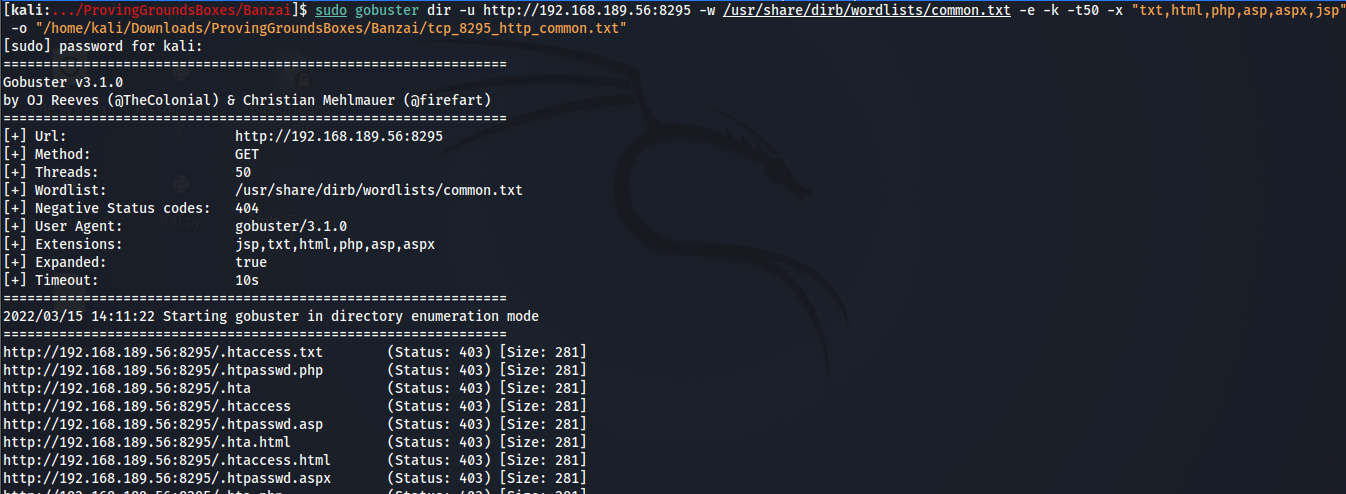 [kali:.../ProvingGroundsBoxes/Banzai]$ sudo gobuster dir -u http://192.168.189.56:8295 -w /usr/share/dirb/wordlists/common.txt -e -k -t50 -x "txt,html,php,asp,aspx,jsp"
-o "/home/kali/Downloads/ProvingGroundsBoxes/Banzai/tcp_8295_http_common.txt"
[sudo] password for kali:
===============================================================
Gobuster v3.1.0
by OJ Reeves (@TheColonial) & Christian Mehlmauer (@firefart)
===============================================================
[+] Url:                     http://192.168.189.56:8295
[+] Method:                  GET
[+] Threads:                 50
[+] Wordlist:                /usr/share/dirb/wordlists/common.txt
[+] Negative Status codes:   404
[+] User Agent:              gobuster/3.1.0
[+] Extensions:              jsp,txt,html,php,asp,aspx
[+] Expanded:                true
[+] Timeout:                 10s
===============================================================
2022/03/15 14:11:22 Starting gobuster in directory enumeration mode
===============================================================
http://192.168.189.56:8295/.htaccess.txt        (Status: 403) [Size: 281]
http://192.168.189.56:8295/.htpasswd.php        (Status: 403) [Size: 281]
http://192.168.189.56:8295/.hta                 (Status: 403) [Size: 281]
http://192.168.189.56:8295/.htaccess            (Status: 403) [Size: 281]
http://192.168.189.56:8295/.htpasswd.asp        (Status: 403) [Size: 281]
http://192.168.189.56:8295/.hta.html            (Status: 403) [Size: 281]
http://192.168.189.56:8295/.htaccess.html       (Status: 403) [Size: 281]
http://192.168.189.56:8295/.htpasswd.aspx       (Status: 403) [Size: 281]